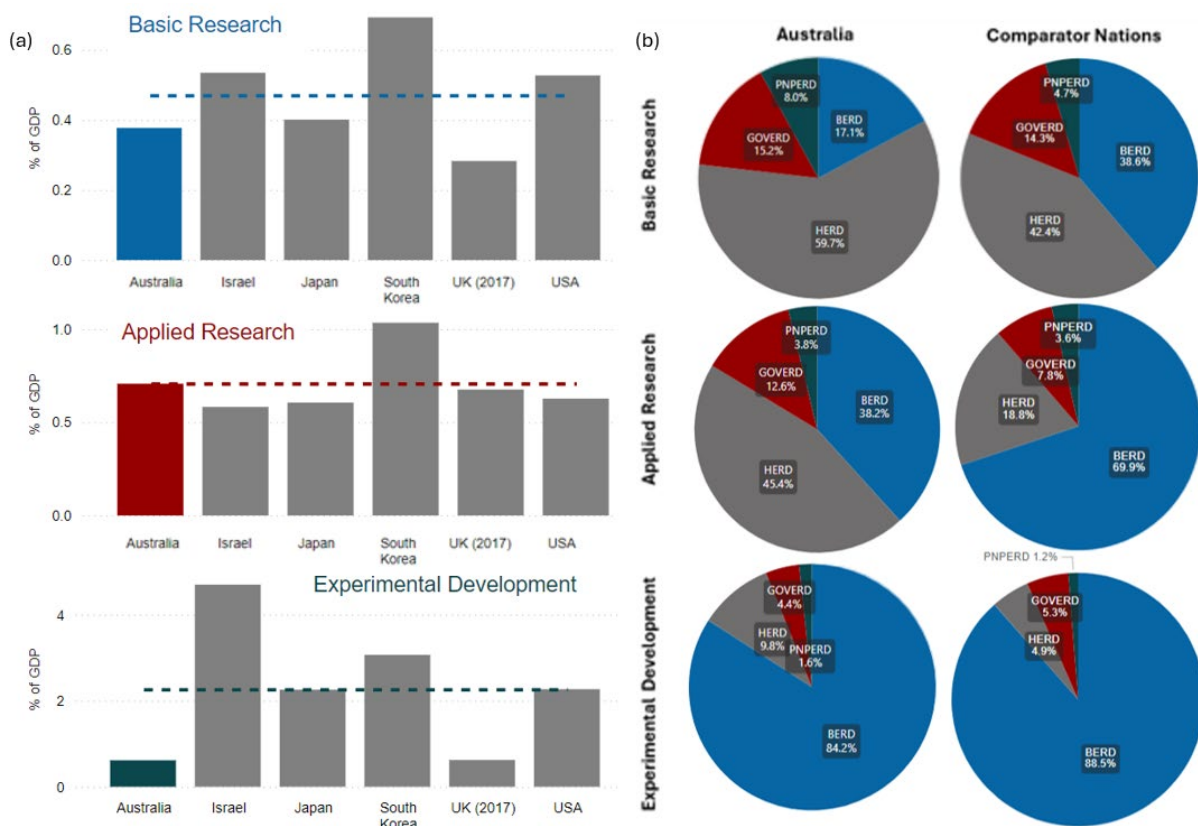 (a)
Basic Research
% of GDP
0.6
0.4
0.2
0.0
Australia
Israel
Japan
South
Korea
UK (2017)
USA
Applied Research
% of GDP
1.0
0.5
0.0
Australia
Israel
Japan
South
Korea
UK (2017)
USA
Experimental Development
% of GDP
4
2
0
Australia
Israel
Japan
South
Korea
UK (2017)
USA
(b)
Australia
Comparator Nations
Basic Research
PNPERD
8.0%
BERD
17.1%
GOVERD
15.2%
HERD
59.7%
PNPERD
4.7%
GOVERD
14.3%
BERD
38.6%
HERD
42.4%
Applied Research
PNPERD
3.8%
GOVERD
12.6%
BERD
38.2%
HERD
45.4%
PNPERD
3.6%
GOVERD
7.8%
HERD
18.8%
BERD
69.9%
Experimental Development
GOVERD
4.4%
HERD
9.8%
PNPERD
1.6%
BERD
84.2%
PNPERD 1.2%
GOVERD
5.3%
HERD
4.9%
BERD
88.5%